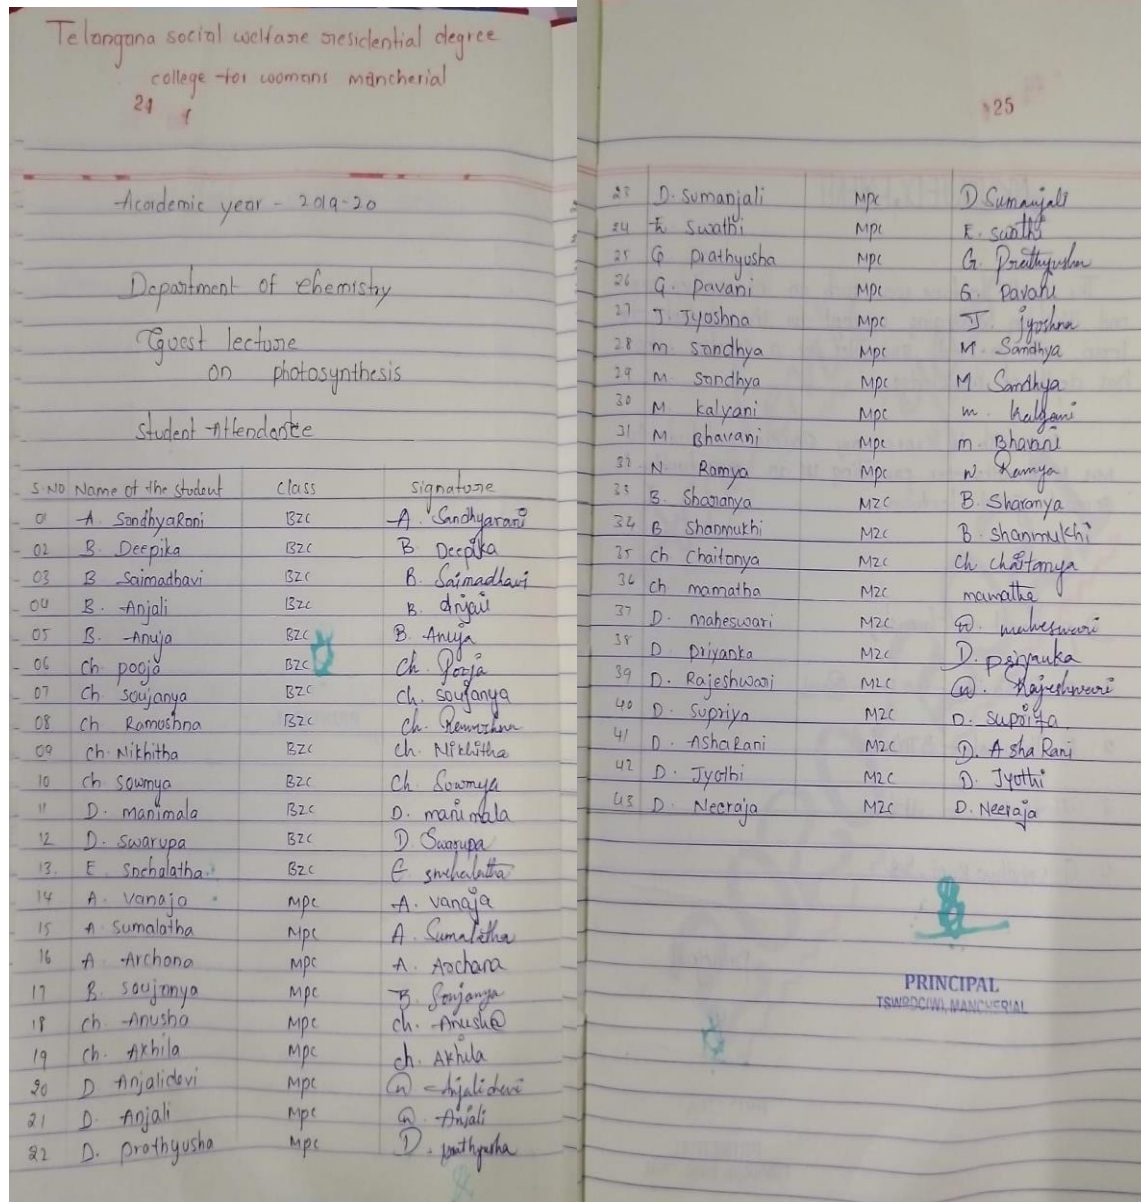 Telangana social welfare residential degree
college for womans mancherial
24
Academic year - 2019-20
Department of chemistry
Guest lecture
on photosynthesis
Student Attendance
S.NO Name of the student Class Signature
01 A. SandhyaRani BZC A. Sandhyarani
02 B. Deepika BZC B Deepika
03 B Saimadhavi BZC B. Saimadhavi
04 B. Anjali BZC B. Anjali
05 B. Anuja BZC B. Anuja
06 Ch pooja BZC Ch. Pooja
07 Ch soujanya BZC Ch. soujanya
08 Ch Ramoshna BZC Ch.
09 Ch. Nikhitha BZC Ch. Nikhitha
10 Ch sowmya BZC Ch Sowmya
11 D. manimala BZC D. manimala
12 D. swarupa BZC D Swarupa
13. E Snehalatha BZC E snehalatha
14 A. vanaja MPC A. vanaja
15 A Sumalatha MPC A. Sumalatha
16 A Archana MPC A. Archana
17 B. soujanya MPC B. Soujanya
18 Ch Anusha MPC ch. Anusha
19 Ch. Akhila MPC ch. Akhila
20 D Anjalidevi MPC Anjalidevi
21 D. Anjali MPC Anjali
22 D. prathyusha MPC D. prathyusha
25
23 D. Sumanjali MPC D Sumanjali
24 E Swathi MPC E. swathi
25 G prathyusha MPC G. Prathyusha
26 G. pavani MPC G. pavani
27 J. Jyoshna MPC J jyoshna
28 m. sandhya MPC M. Sandhya
29 M. sandhya MPC M Sandhya
30 M kalyani MPC m. kalyani
31 M. Bhavani MPC m. Bhavani
32 N. Ramya MPC N. Ramya
33 B. Sharanya MZC B. Sharanya
34 B Shanmukhi MZC B. shanmukhi
35 ch Chaitanya MZC Ch chaitanya
36 ch mamatha MZC mamatha
37 D. maheswari MZC maheswari
38 D priyanka MZC D. priyanka
39 D. Rajeshwari MZC Rajeshwari
40 D. Supriya MZC D. supriya
41 D. AshaRani MZC D. Asha Rani
42 D. Jyothi MZC D. Jyothi
43 D. Neeraja MZC D. Neeraja
PRINCIPAL
TSWRDC(W), MANCHERIAL